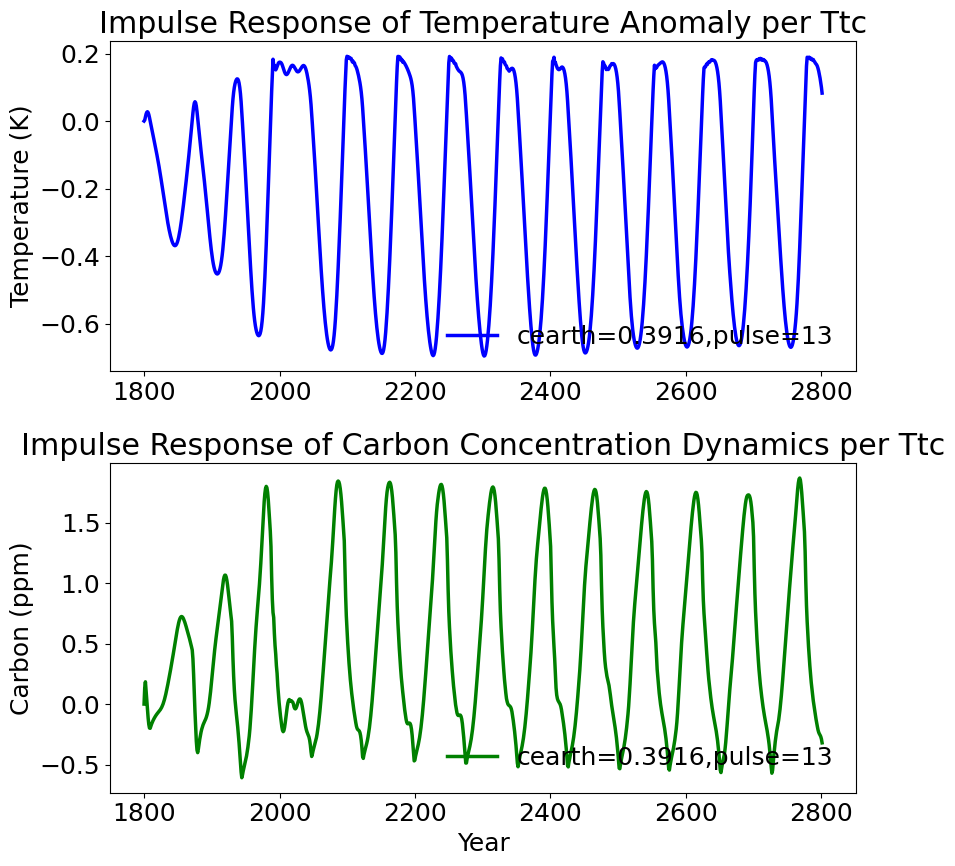 Impulse Response of Temperature Anomaly per Ttc
Temperature (K)
0.2
0.0
−0.2
−0.4
−0.6
cearth=0.3916,pulse=13
1800 2000 2200 2400 2600 2800
Impulse Response of Carbon Concentration Dynamics per Ttc
Carbon (ppm)
1.5
1.0
0.5
0.0
−0.5
cearth=0.3916,pulse=13
1800 2000 2200 2400 2600 2800
Year